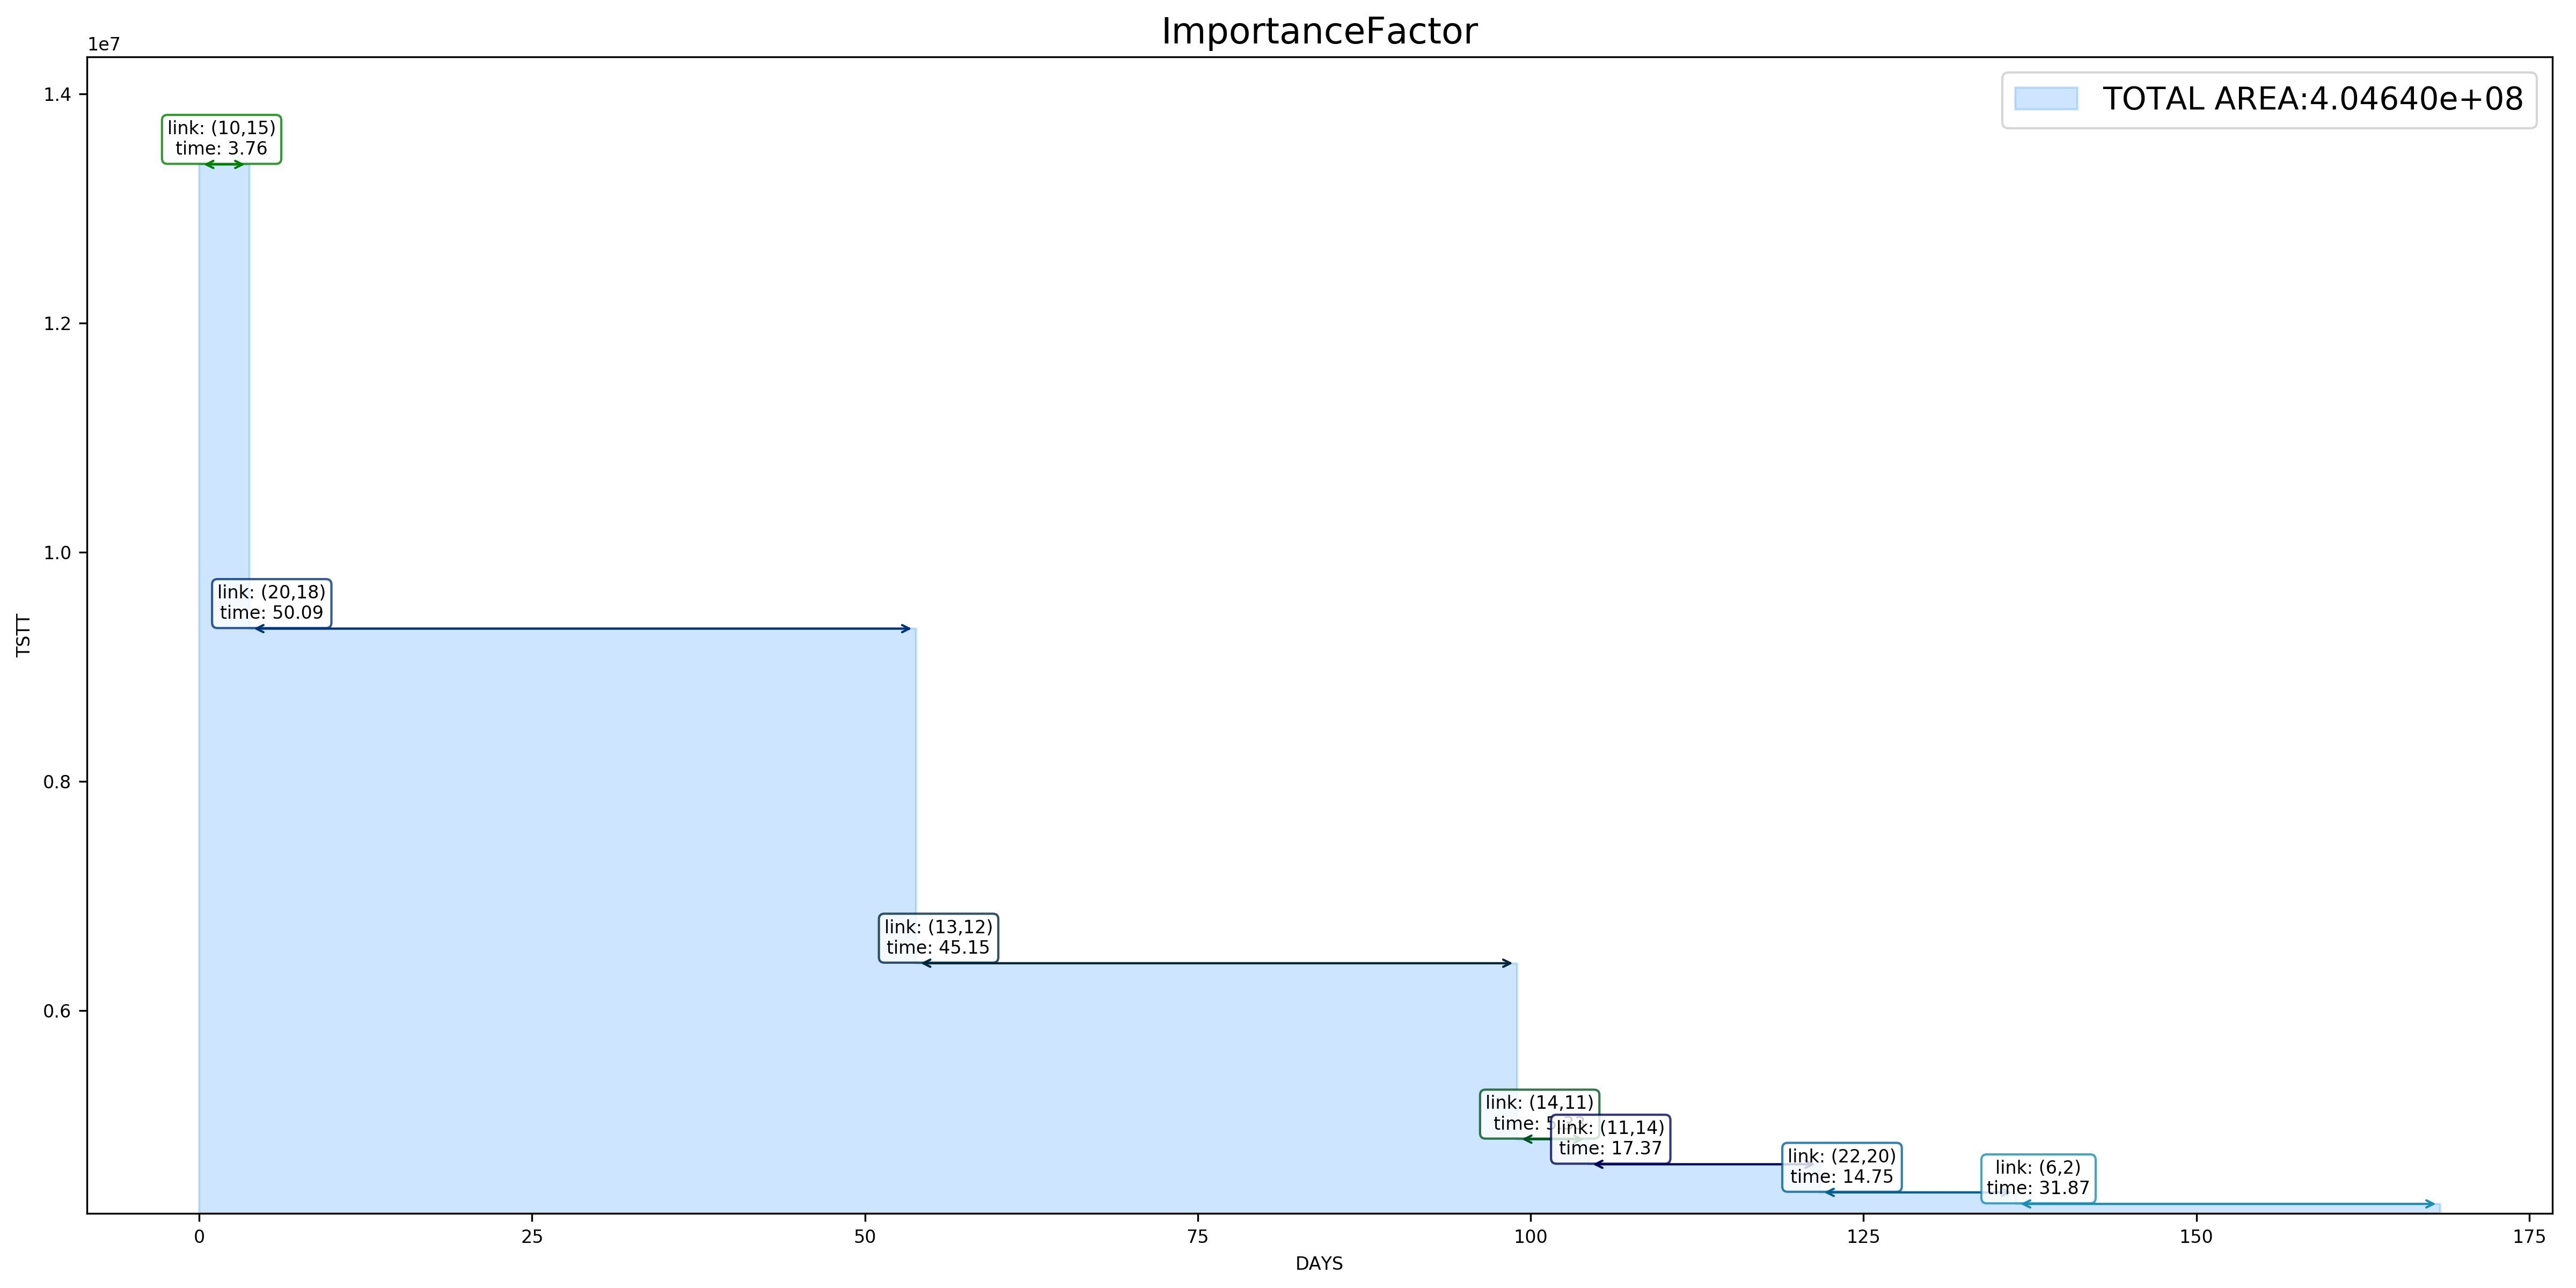 ImportanceFactor
1e7
1.4
1.2
1.0
0.8
0.6
TSTT
TOTAL AREA:4.04640e+08
link: (10,15)
time: 3.76
link: (20,18)
time: 50.09
link: (13,12)
time: 45.15
link: (14,11)
time:
link: (11,14)
time: 17.37
link: (22,20)
time: 14.75
link: (6,2)
time: 31.87
0
25
50
75
100
125
150
175
DAYS